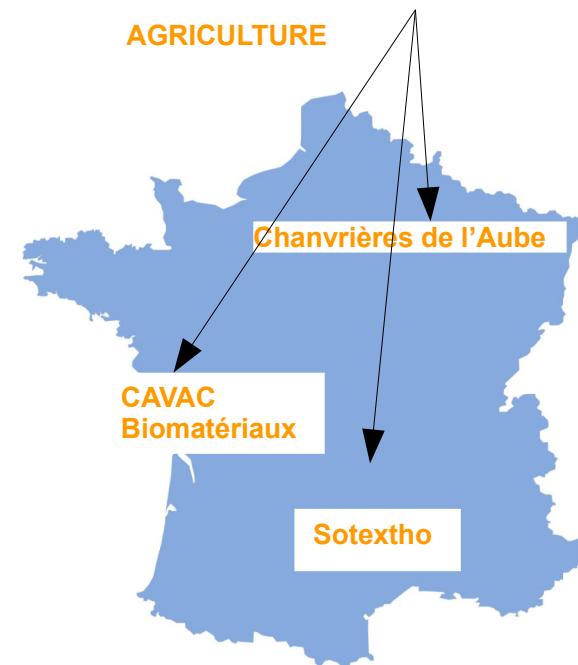 AGRICULTURE
Chanvrières de l’Aube
CAVAC
Biomatériaux
Sotextho